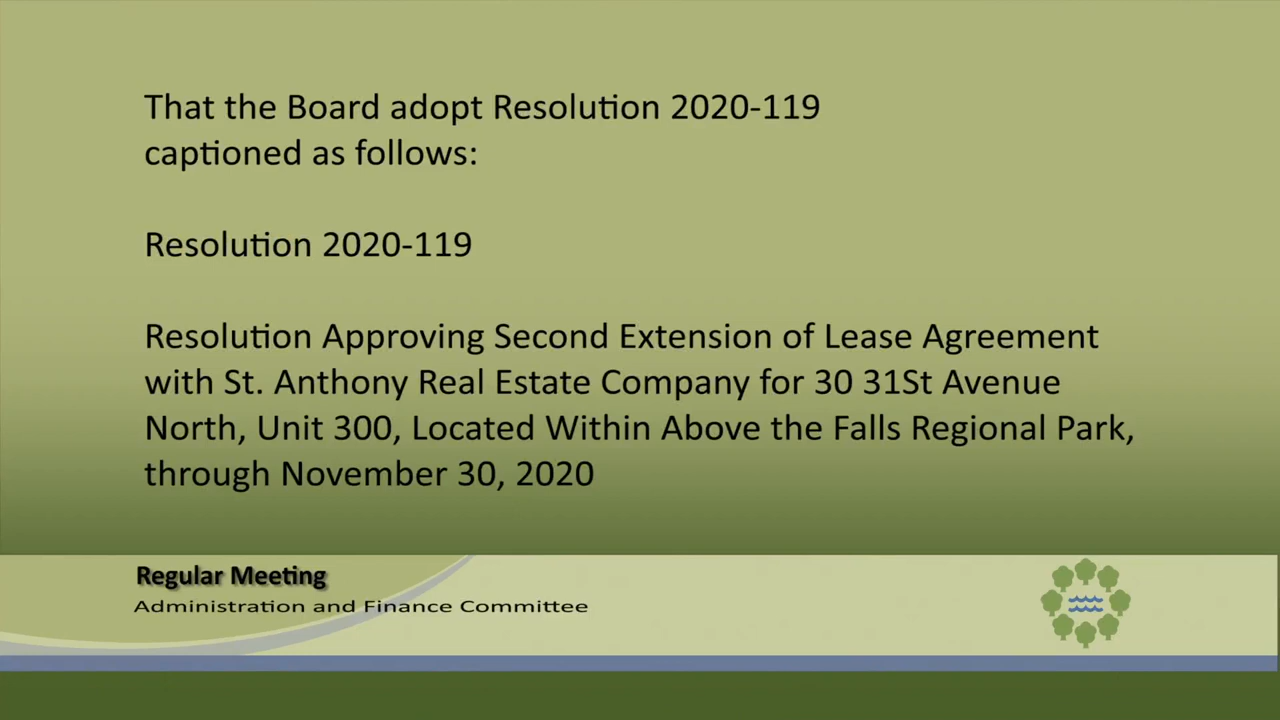 That the Board adopt Resolution 2020-119
captioned as follows:
Resolution 2020-119
Resolution Approving Second Extension of Lease Agreement
with St. Anthony Real Estate Company for 30 31St Avenue
North, Unit 300, Located Within Above the Falls Regional Park,
through November 30, 2020
Regular Meeting
Administration and Finance Committee